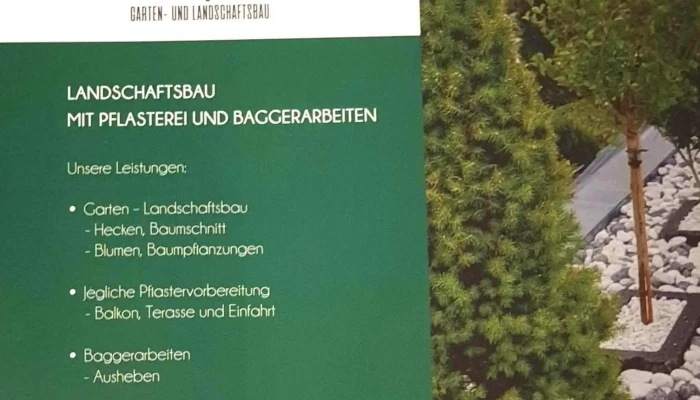 GARTEN- UND LANDSCHAFTSBAU
LANDSCHAFTSBAU
MIT PFLASTEREI UND BAGGERARBEITEN
Unsere Leistungen:
• Garten – Landschaftsbau
- Hecken, Baumschnitt
- Blumen, Baumpflanzungen
• Jegliche Pflastervorbereitung
- Balkon, Terasse und Einfahrt
• Baggerarbeiten
- Ausheben